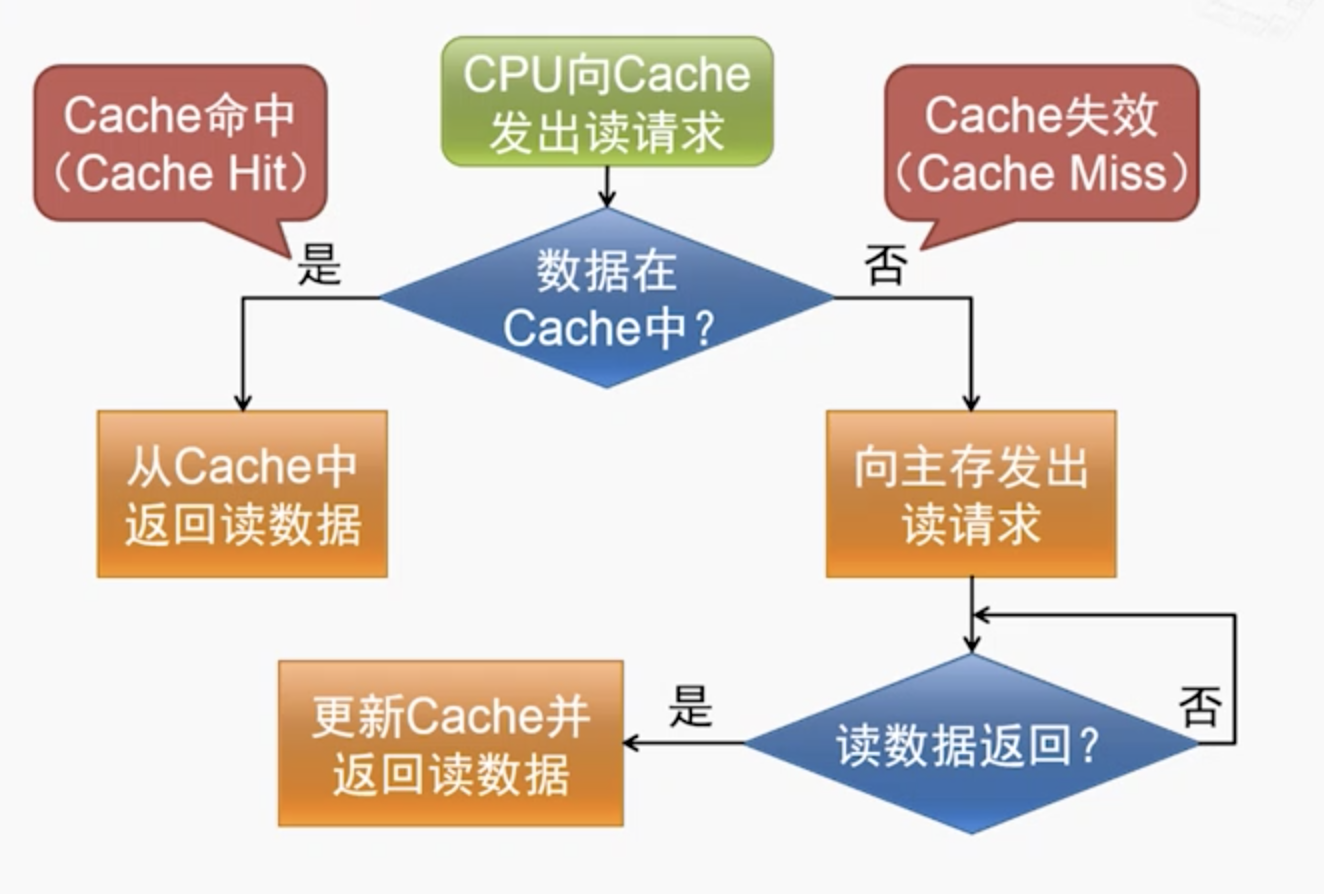 CPU向Cache
发出读请求
Cache命中
（Cache Hit）
Cache失效
（Cache Miss）
是
否
数据在
Cache中？
从Cache中
返回读数据
向主存发出
读请求
更新Cache并
返回读数据
是
读数据返回？
否